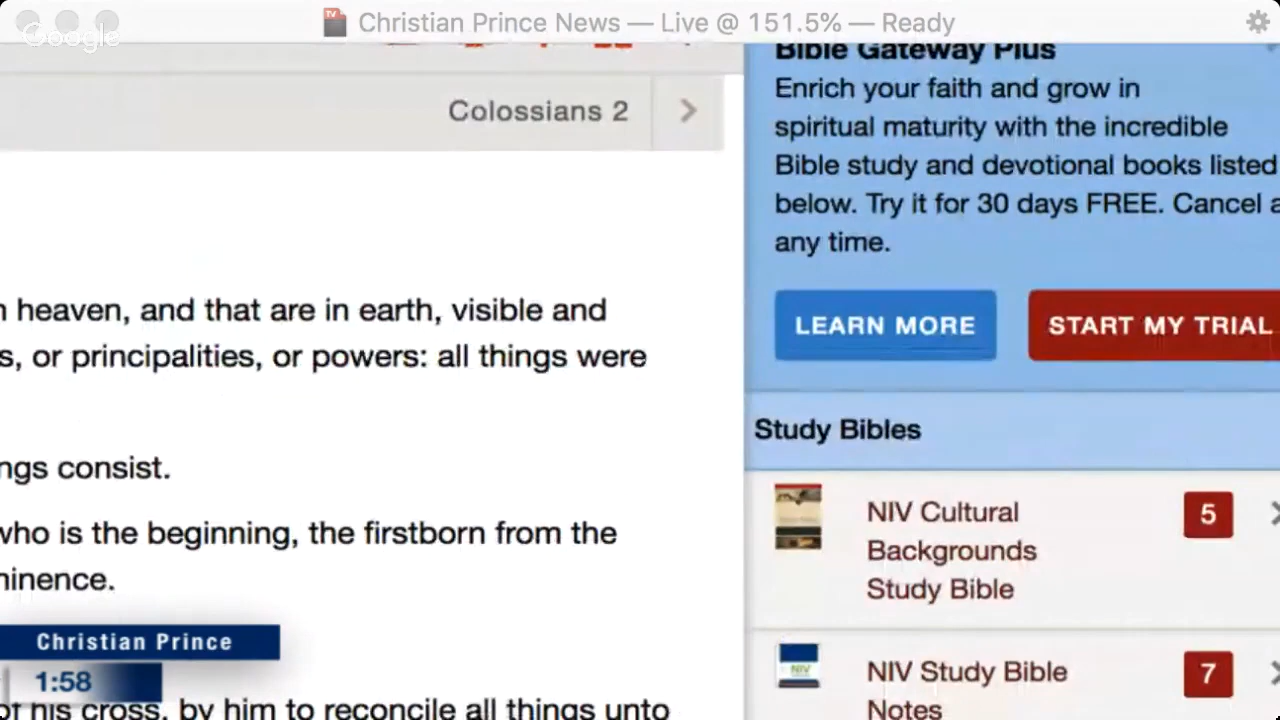 Google
Christian Prince News — Live @ 151.5% — Ready
Colossians 2
heaven, and that are in earth, visible and
or principalities, or powers: all things were
consist.
who is the beginning, the firstborn from the
Christian Prince
1:58
of his cross, by him to reconcile all things unto
Bible Gateway Plus
Enrich your faith and grow in
spiritual maturity with the incredible
Bible study and devotional books listed
below. Try it for 30 days FREE. Cancel a
any time.
LEARN MORE
START MY TRIAL
Study Bibles
NIV Cultural
Backgrounds
Study Bible
5
NIV Study Bible
Notes
7